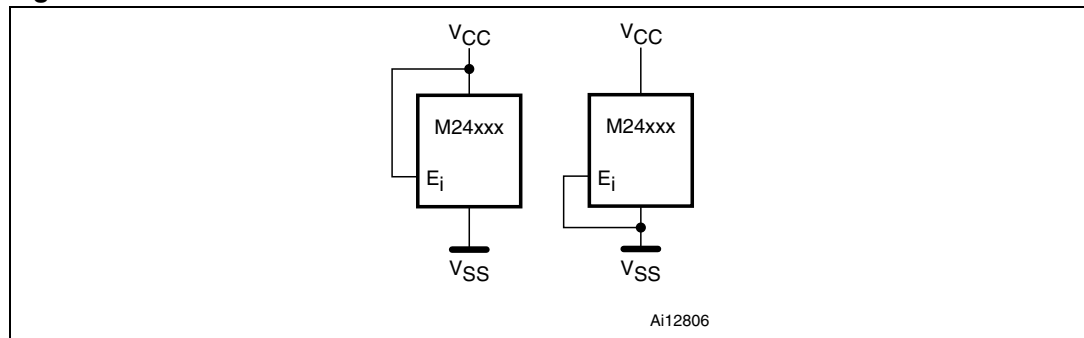 VCC VCC
M24xxx M24xxx
Ei Ei
VSS VSS
Ai12806